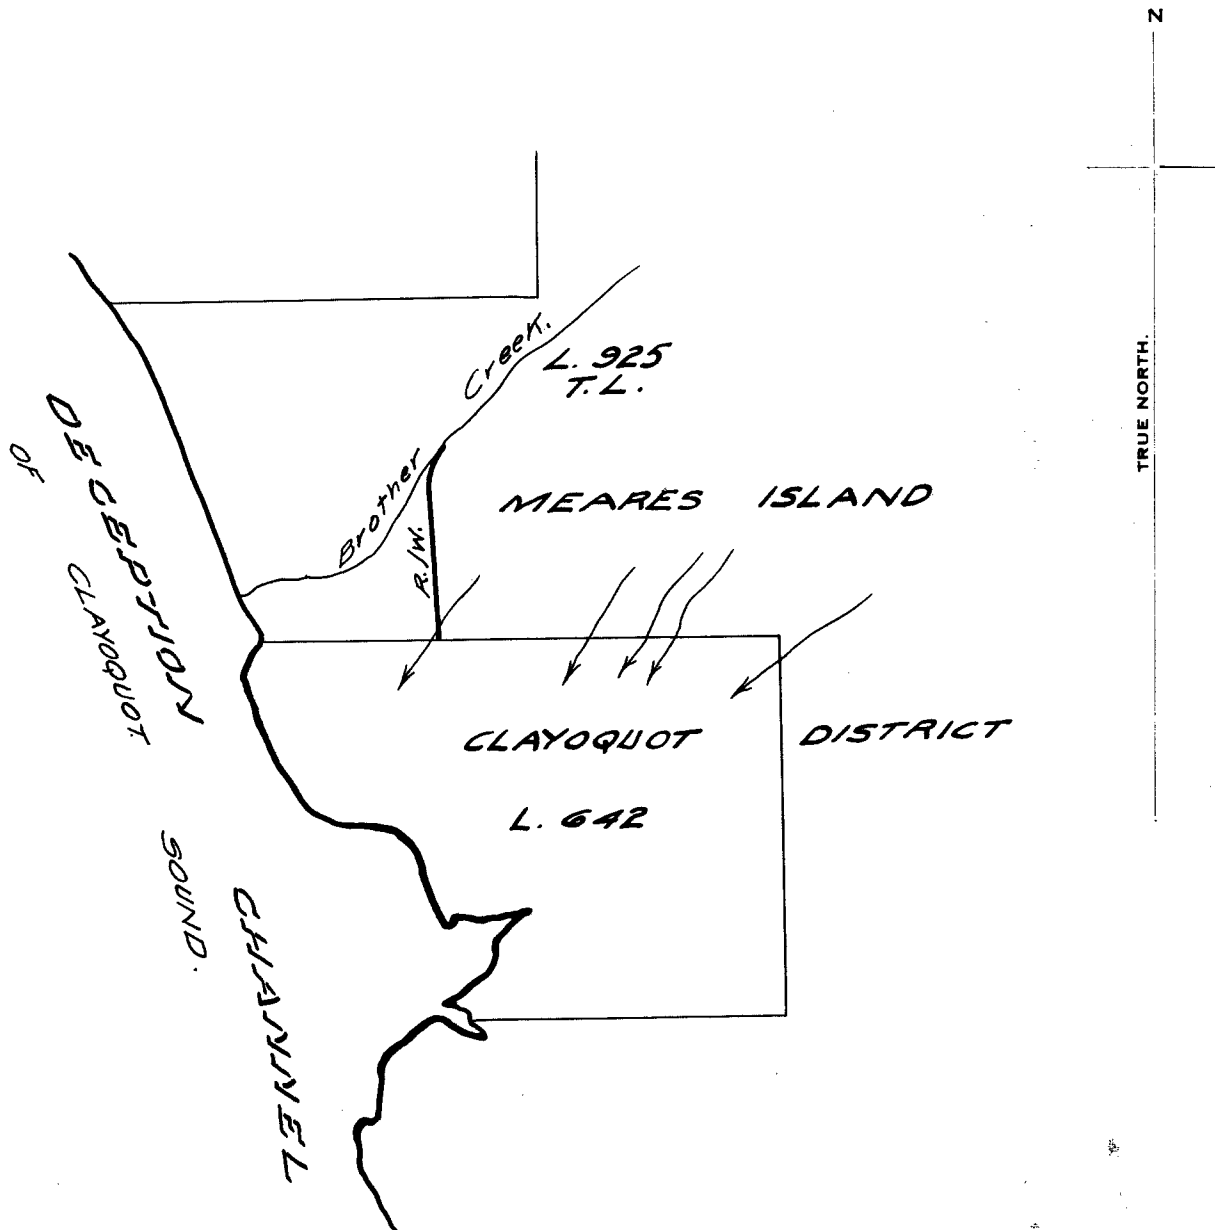 N
TRUE NORTH.
Brother Creek.
L. 925
T. L.
MEARES ISLAND
R./W.
DECEPTION CHANNEL
OF CLAYOQUOT SOUND.
CLAYOQUOT DISTRICT
L. 642